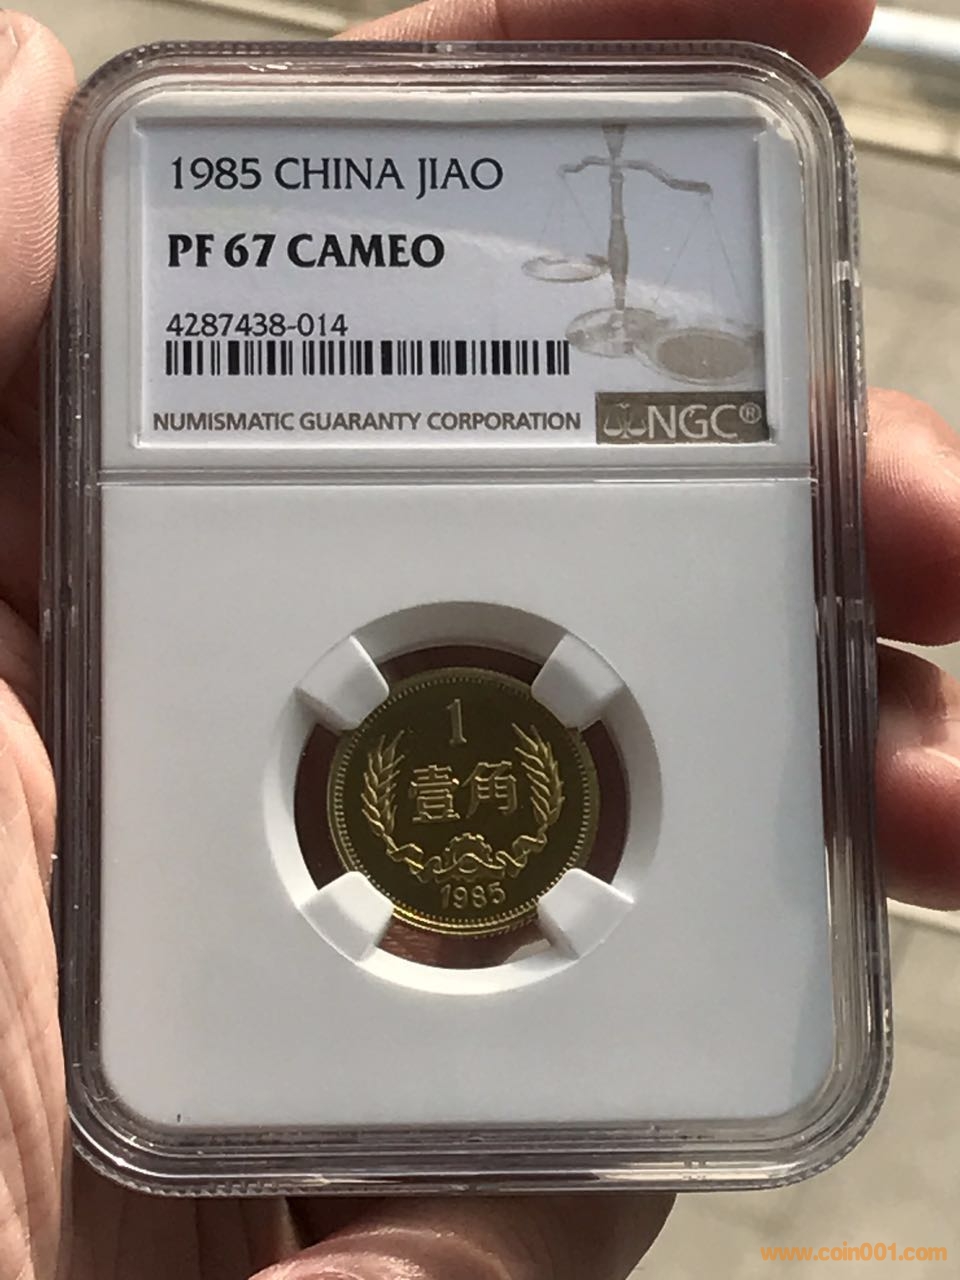 1985 CHINA JIAO
PF 67 CAMEO
4287438-014
NUMISMATIC GUARANTY CORPORATION
NGC®
1
壹角
1985
www.coin001.com